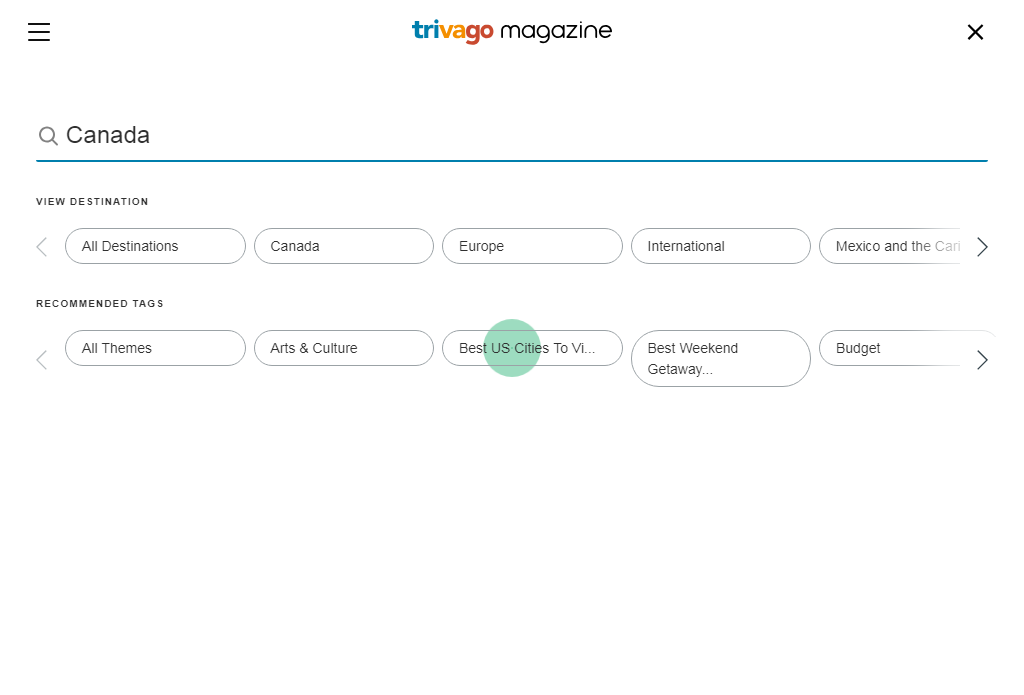 trivago magazine
Canada
VIEW DESTINATION
All Destinations
Canada
Europe
International
Mexico and the Cari
RECOMMENDED TAGS
All Themes
Arts & Culture
Best US Cities To Vi...
Best Weekend
Getaway...
Budget